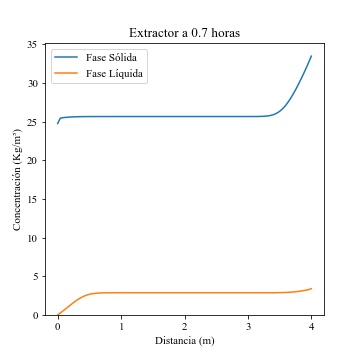 Extractor a 0.7 horas
Fase Sólida
Fase Líquida
Concentración (Kg/m³)
35
30
25
20
15
10
5
0
0 1 2 3 4
Distancia (m)